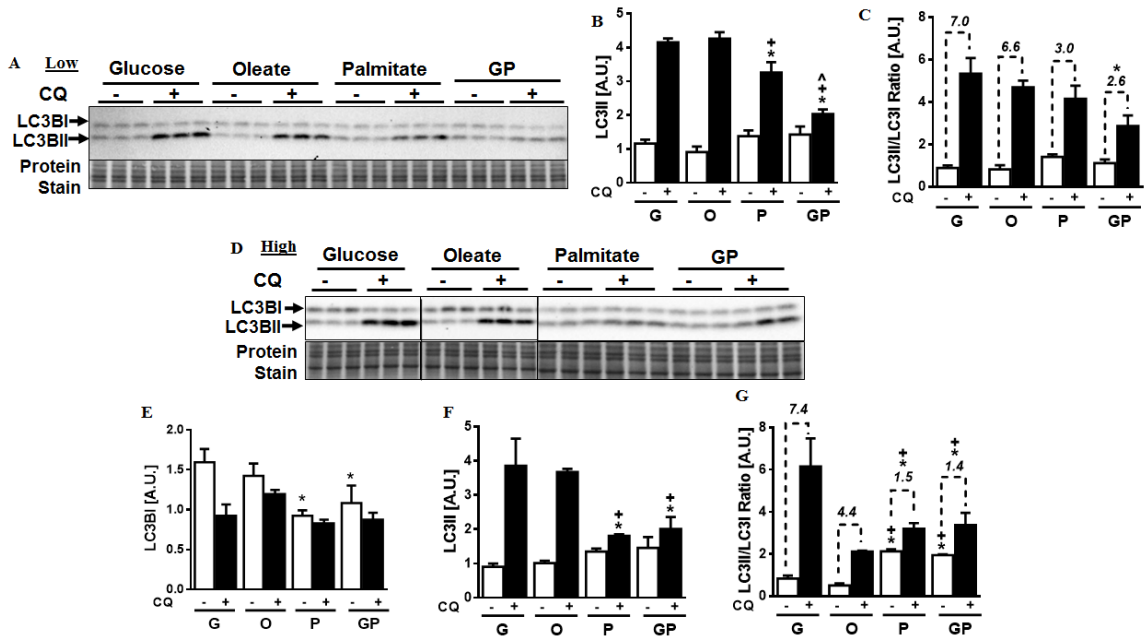 A Low
Glucose Oleate Palmitate GP
CQ - + - + - + - +
LC3BI
LC3BII
Protein
Stain
B
LC3II [A.U.]
5
4
3
2
1
0
+
*
^
+
*
CQ - + - + - + - +
G O P GP
C
LC3II/LC3I Ratio [A.U.]
8
6
4
2
0
7.0 6.6 3.0 2.6
*
CQ - + - + - + - +
G O P GP
D High
Glucose Oleate Palmitate GP
CQ - + - + - + - +
LC3BI
LC3BII
Protein
Stain
E
LC3BI [A.U.]
2.0
1.5
1.0
0.5
0.0
* *
CQ - + - + - + - +
G O P GP
F
LC3II [A.U.]
5
4
3
2
1
0
+ +
* *
CQ - + - + - + - +
G O P GP
G
LC3II/LC3I Ratio [A.U.]
8
6
4
2
0
7.4 4.4 1.5 1.4
+ +
* *
+ +
* *
CQ - + - + - + - +
G O P GP